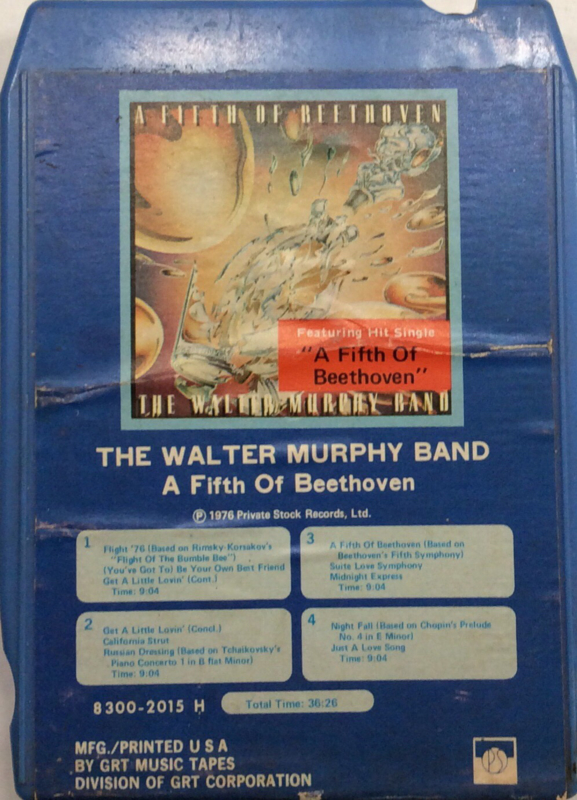 A FIFTH OF BEETHOVEN
Featuring Hit Single
"A Fifth Of
Beethoven"
THE WALTER MURPHY BAND
THE WALTER MURPHY BAND
A Fifth Of Beethoven
℗ 1976 Private Stock Records, Ltd.
1
Flight '76 (Based on Rimsky-Korsakov's
"Flight Of The Bumble Bee")
(You've Got To) Be Your Own Best Friend
Get A Little Lovin' (Cont.)
Time: 9:04
2
Get A Little Lovin' (Concl.)
California Strut
Russian Dressing (Based on Tchaikovsky's
Piano Concerto 1 in B flat Minor)
Time: 9:04
3
A Fifth Of Beethoven (Based on
Beethoven's Fifth Symphony)
Suite Love Symphony
Midnight Express
Time: 9:04
4
Night Fall (Based on Chopin's Prelude
No. 4 in E Minor)
Just A Love Song
Time: 9:04
8300-2015 H
Total Time: 36:26
MFG./PRINTED U S A
BY GRT MUSIC TAPES
DIVISION OF GRT CORPORATION
PS